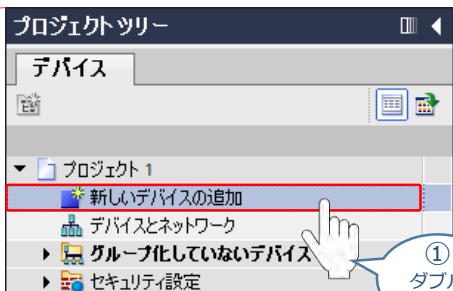 プロジェクトツリー
デバイス
プロジェクト 1
新しいデバイスの追加
デバイスとネットワーク
グループ化していないデバイス
①
セキュリティ設定